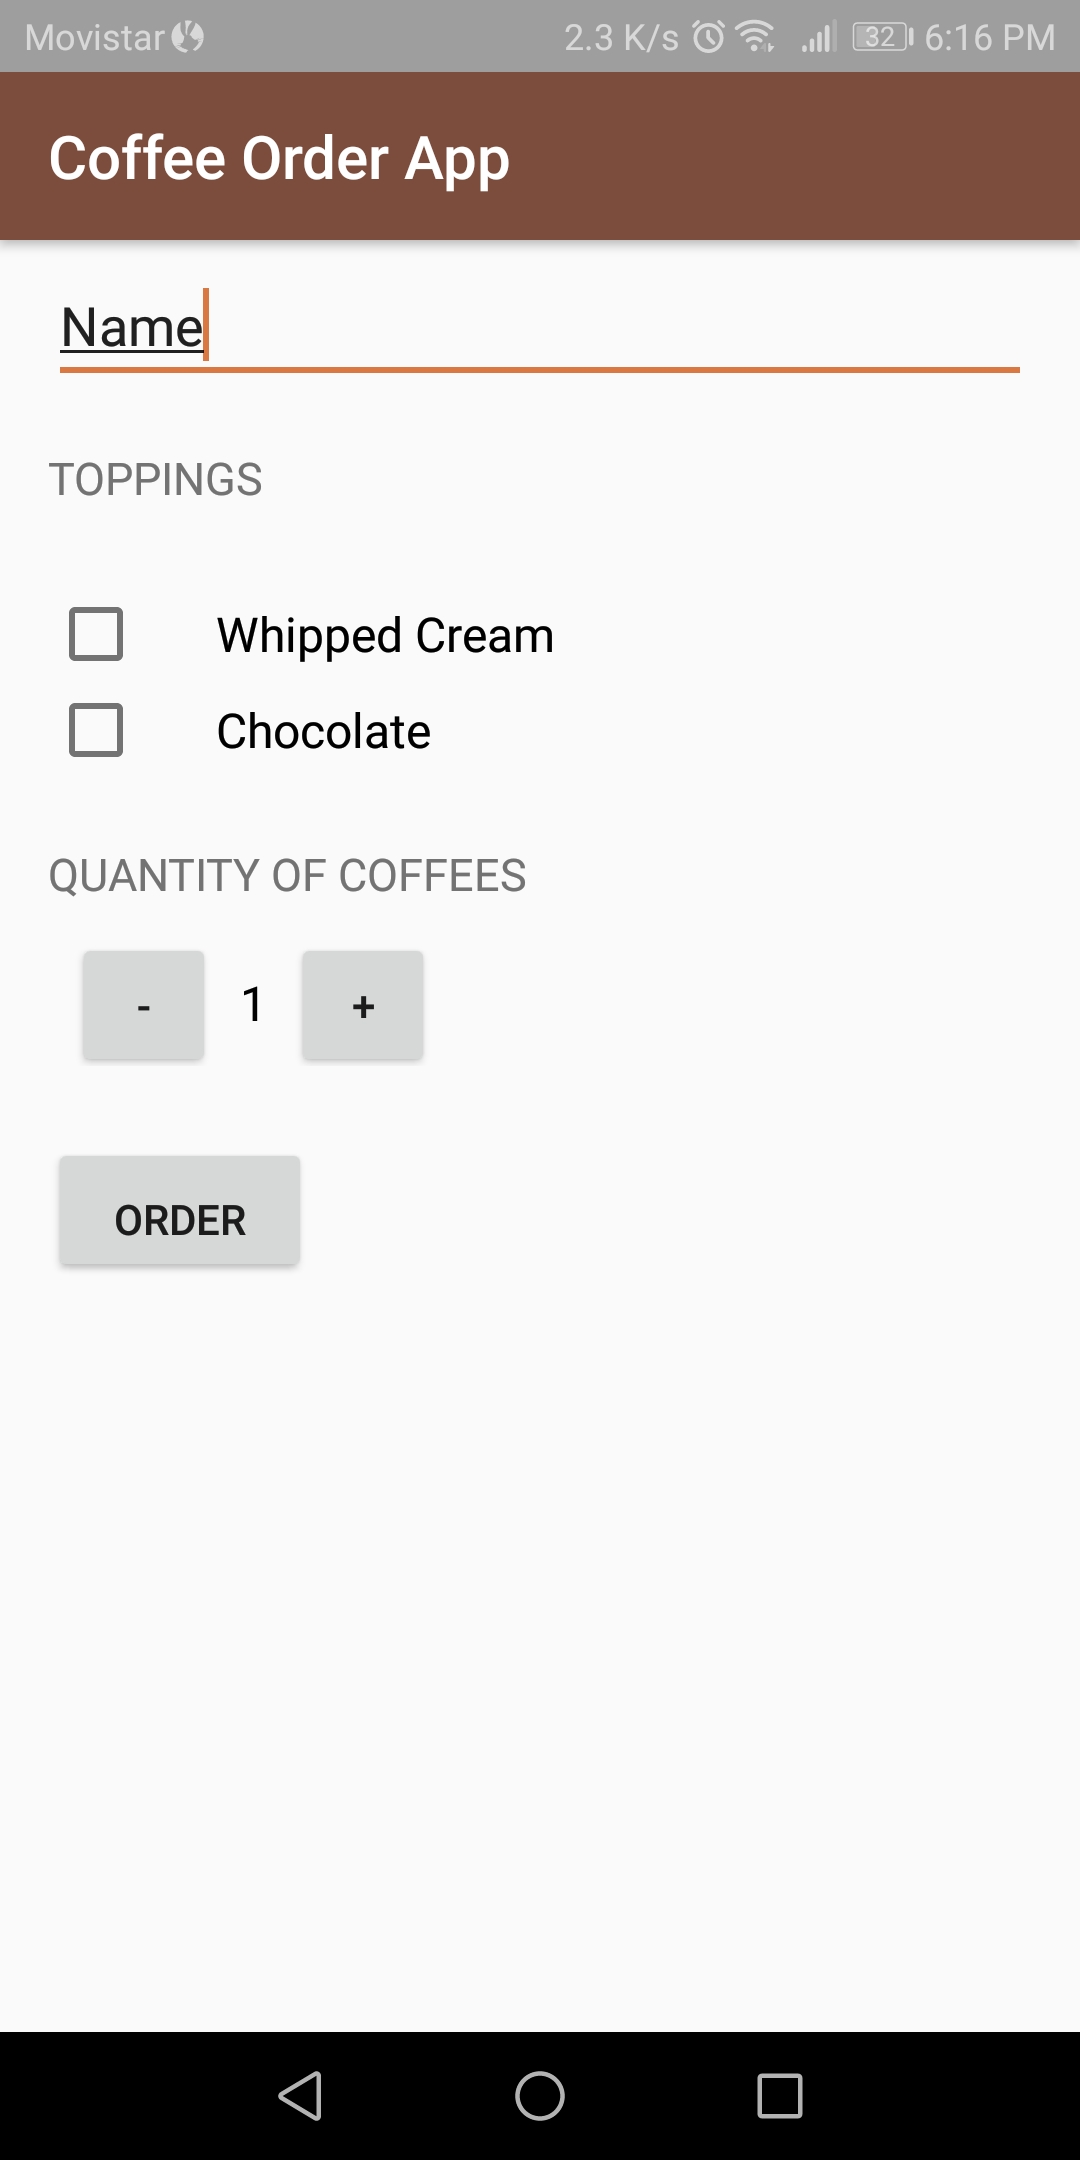 Movistar 2.3 K/s 32 6:16 PM
Coffee Order App
Name
TOPPINGS
Whipped Cream
Chocolate
QUANTITY OF COFFEES
- 1 +
ORDER